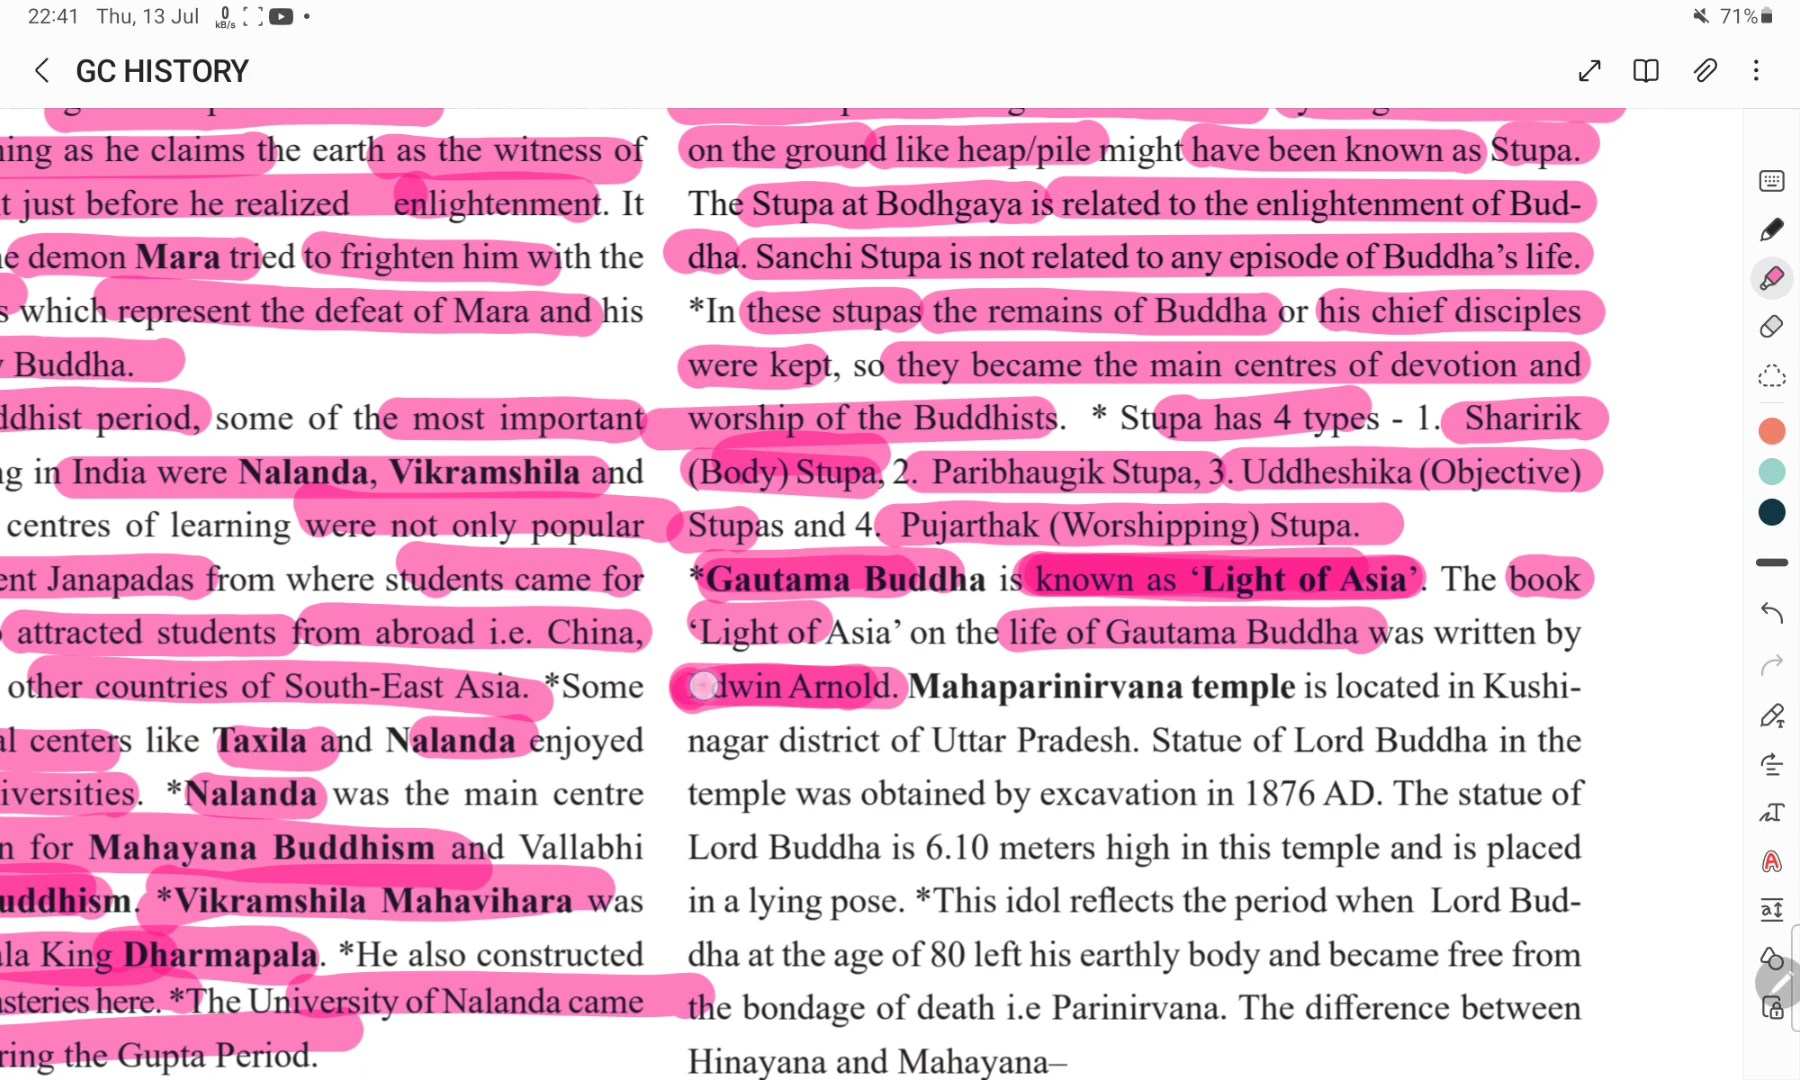 22:41 Thu, 13 Jul 0 kB/s 71%
GC HISTORY
ning as he claims the earth as the witness of
t just before he realized enlightenment. It
e demon Mara tried to frighten him with the
s which represent the defeat of Mara and his
Buddha.
ddhist period, some of the most important
ng in India were Nalanda, Vikramshila and
centres of learning were not only popular
ent Janapadas from where students came for
attracted students from abroad i.e. China,
other countries of South-East Asia. *Some
al centers like Taxila and Nalanda enjoyed
iversities. *Nalanda was the main centre
n for Mahayana Buddhism and Vallabhi
uddhism. *Vikramshila Mahavihara was
ala King Dharmapala. *He also constructed
asteries here. *The University of Nalanda came
ring the Gupta Period.
on the ground like heap/pile might have been known as Stupa.
The Stupa at Bodhgaya is related to the enlightenment of Bud-
dha. Sanchi Stupa is not related to any episode of Buddha's life.
*In these stupas the remains of Buddha or his chief disciples
were kept, so they became the main centres of devotion and
worship of the Buddhists. * Stupa has 4 types - 1. Sharirik
(Body) Stupa, 2. Paribhaugik Stupa, 3. Uddheshika (Objective)
Stupas and 4. Pujarthak (Worshipping) Stupa.
*Gautama Buddha is known as ‘Light of Asia’. The book
‘Light of Asia’ on the life of Gautama Buddha was written by
dwin Arnold. Mahaparinirvana temple is located in Kushi-
nagar district of Uttar Pradesh. Statue of Lord Buddha in the
temple was obtained by excavation in 1876 AD. The statue of
Lord Buddha is 6.10 meters high in this temple and is placed
in a lying pose. *This idol reflects the period when Lord Bud-
dha at the age of 80 left his earthly body and became free from
the bondage of death i.e Parinirvana. The difference between
Hinayana and Mahayana–